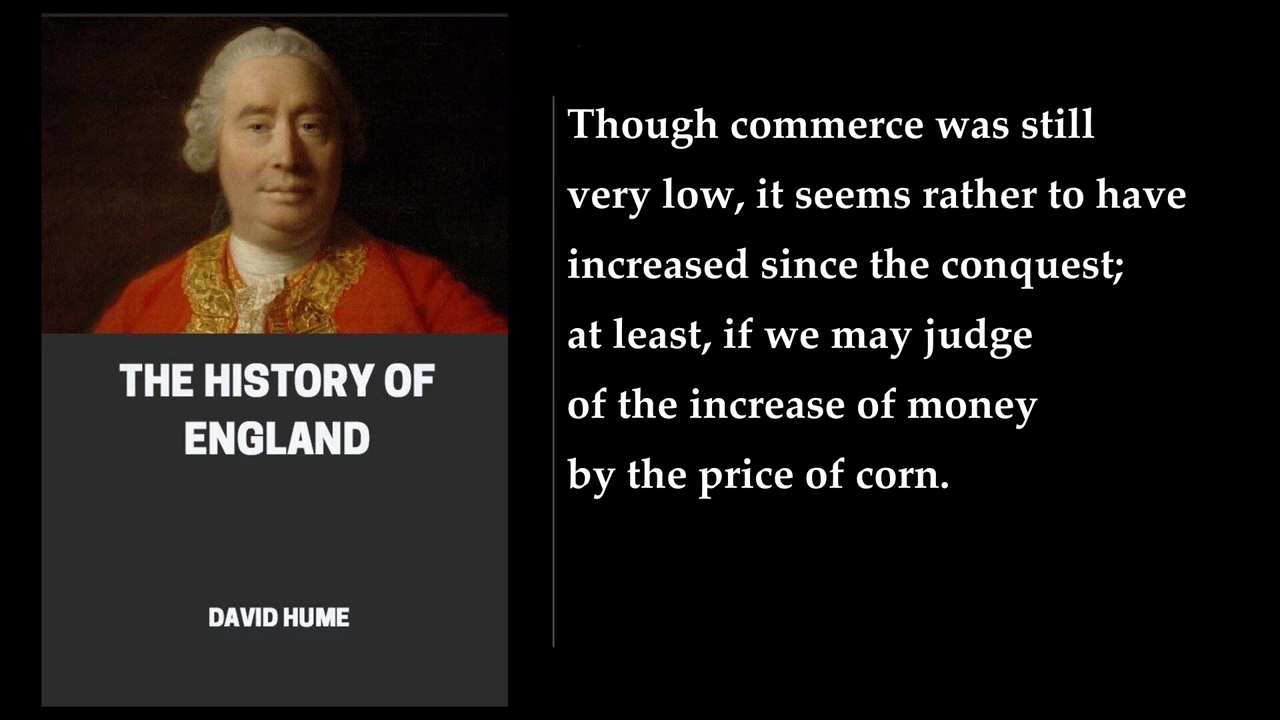 THE HISTORY OF
ENGLAND
DAVID HUME
Though commerce was still
very low, it seems rather to have
increased since the conquest;
at least, if we may judge
of the increase of money
by the price of corn.